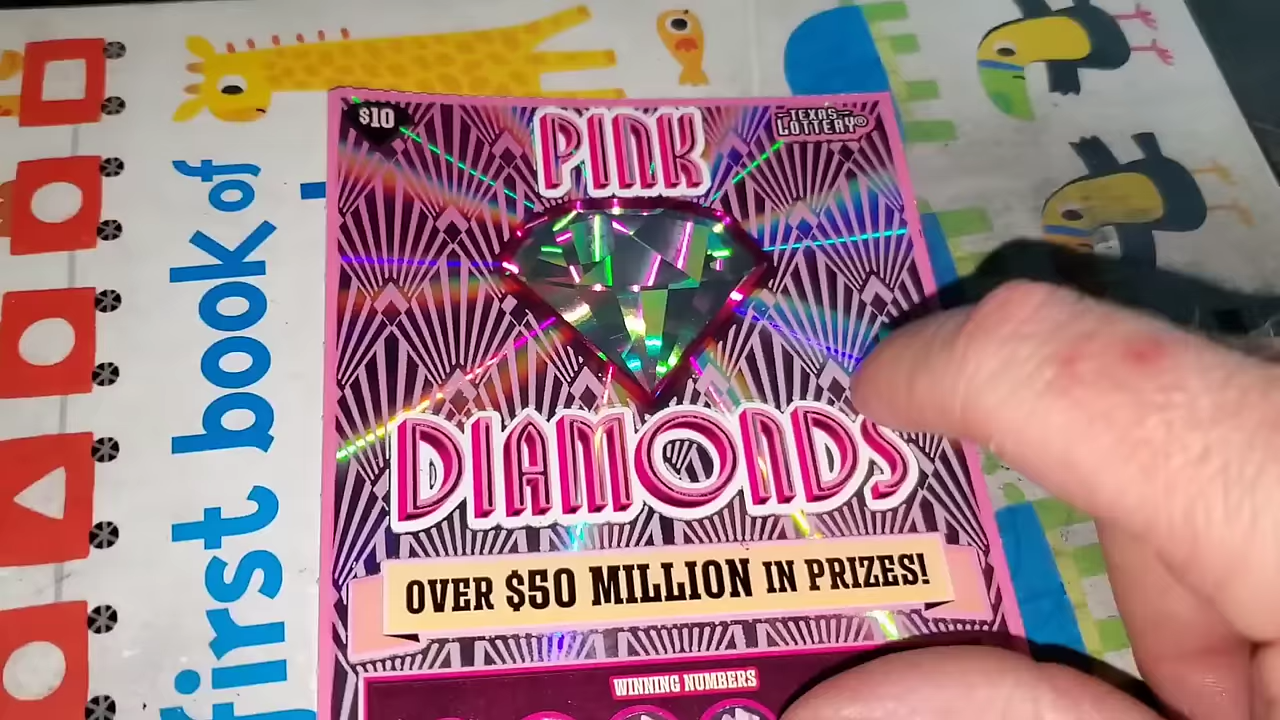 $10
PINK
TEXAS
LOTTERY®
DIAMONDS
OVER $50 MILLION IN PRIZES!
WINNING NUMBERS
first book of